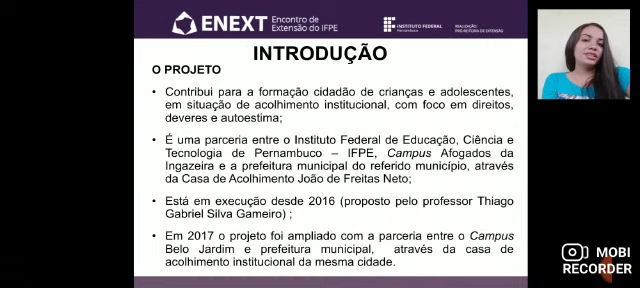 ENEXT Encontro de
Extensão do IFPE
INSTITUTO FEDERAL
Pernambuco
REALIZAÇÃO:
PRÓ-REITORIA DE EXTENSÃO
INTRODUÇÃO
O PROJETO
• Contribui para a formação cidadão de crianças e adolescentes,
em situação de acolhimento institucional, com foco em direitos,
deveres e autoestima;
• É uma parceria entre o Instituto Federal de Educação, Ciência e
Tecnologia de Pernambuco – IFPE, Campus Afogados da
Ingazeira e a prefeitura municipal do referido município, através
da Casa de Acolhimento João de Freitas Neto;
• Está em execução desde 2016 (proposto pelo professor Thiago
Gabriel Silva Gameiro) ;
• Em 2017 o projeto foi ampliado com a parceria entre o Campus
Belo Jardim e prefeitura municipal, através da casa de
acolhimento institucional da mesma cidade.
MOBI
RECORDER